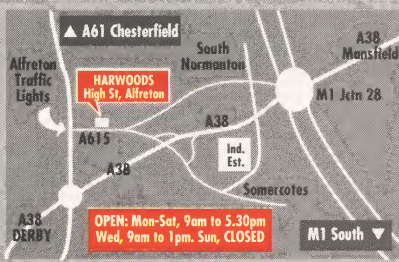 ▲ A61 Chesterfield
A38
Mansfield
South
Normanton
Alfreton
Traffic
Lights
HARWOODS
High St, Alfreton
M1 Jctn 28
A38
A615
Ind.
Est.
A38
Somercotes
A38
DERBY
OPEN: Mon-Sat, 9am to 5.30pm
Wed, 9am to 1pm. Sun, CLOSED
M1 South ▼